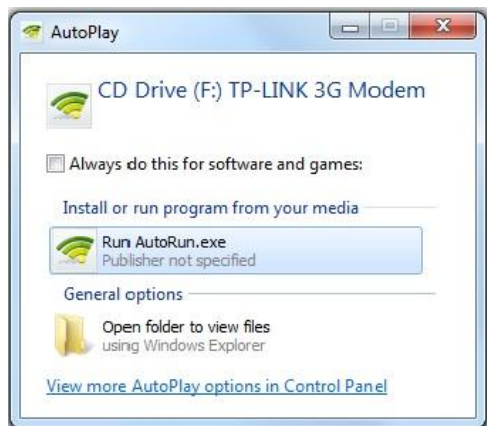 AutoPlay
CD Drive (F:) TP-LINK 3G Modem
Always do this for software and games:
Install or run program from your media
Run AutoRun.exe
Publisher not specified
General options
Open folder to view files
using Windows Explorer
View more AutoPlay options in Control Panel